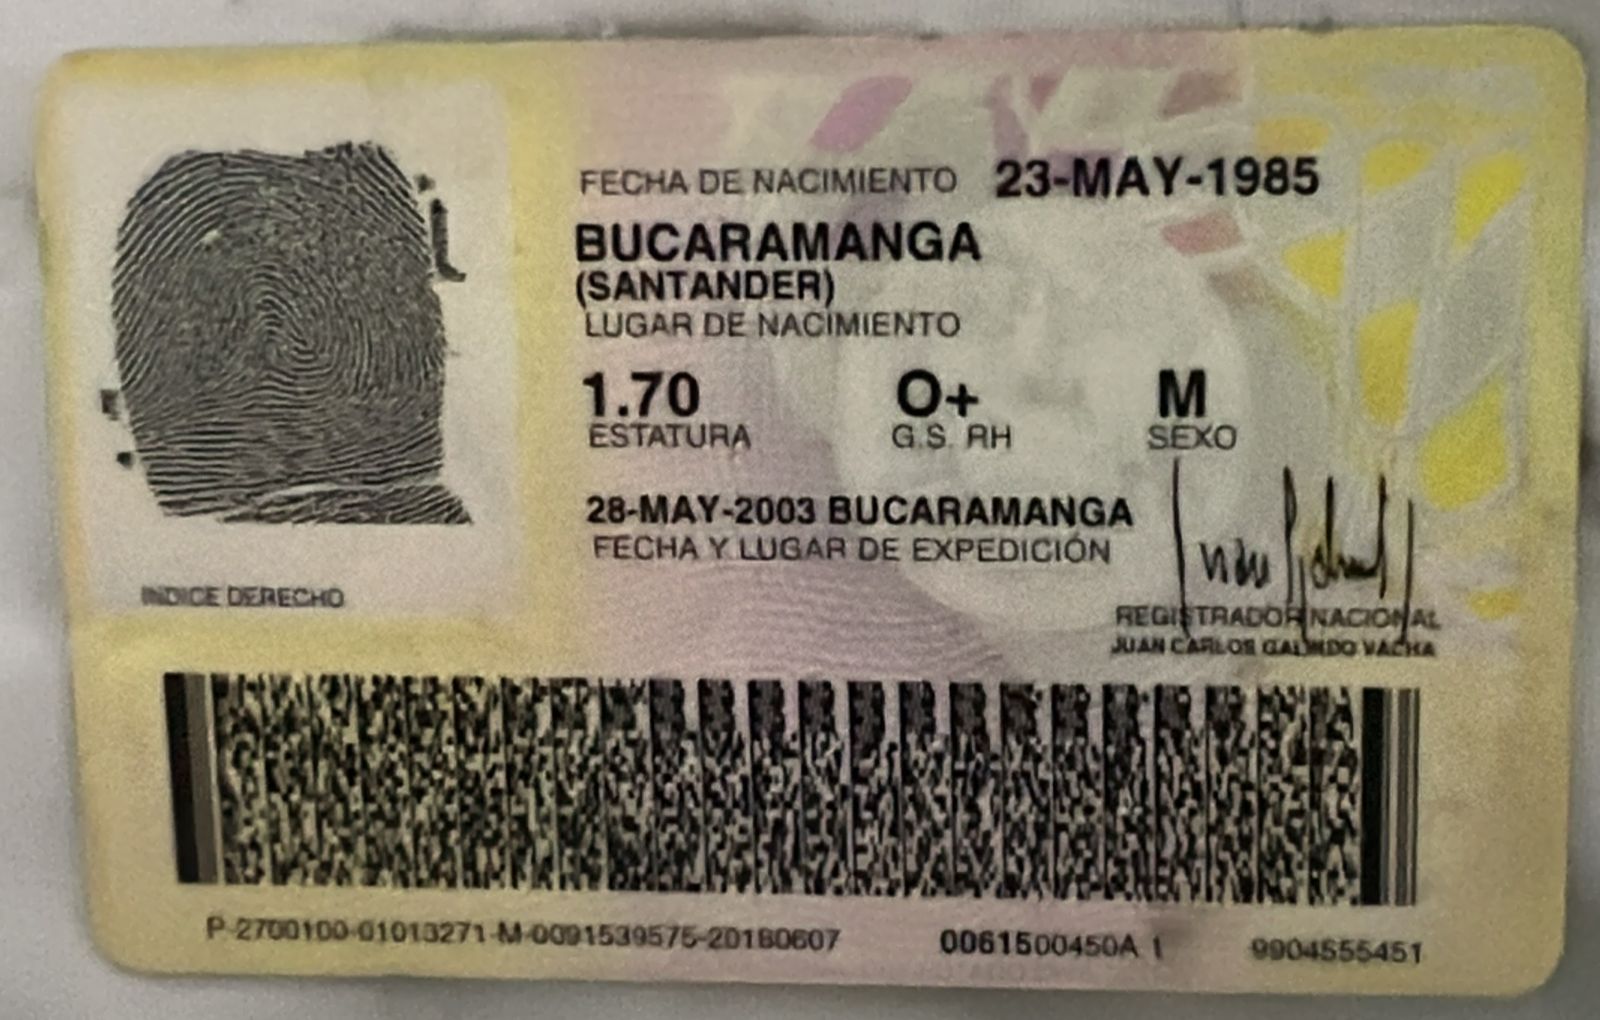 FECHA DE NACIMIENTO 23-MAY-1985
BUCARAMANGA
(SANTANDER)
LUGAR DE NACIMIENTO
1.70 O+ M
ESTATURA G.S. RH SEXO
28-MAY-2003 BUCARAMANGA
FECHA Y LUGAR DE EXPEDICIÓN
INDICE DERECHO
REGISTRADOR NACIONAL
JUAN CARLOS GALINDO VACHA
P-2700100-01013271-M-0091539575-20180607 0061500450A 1 9904555451